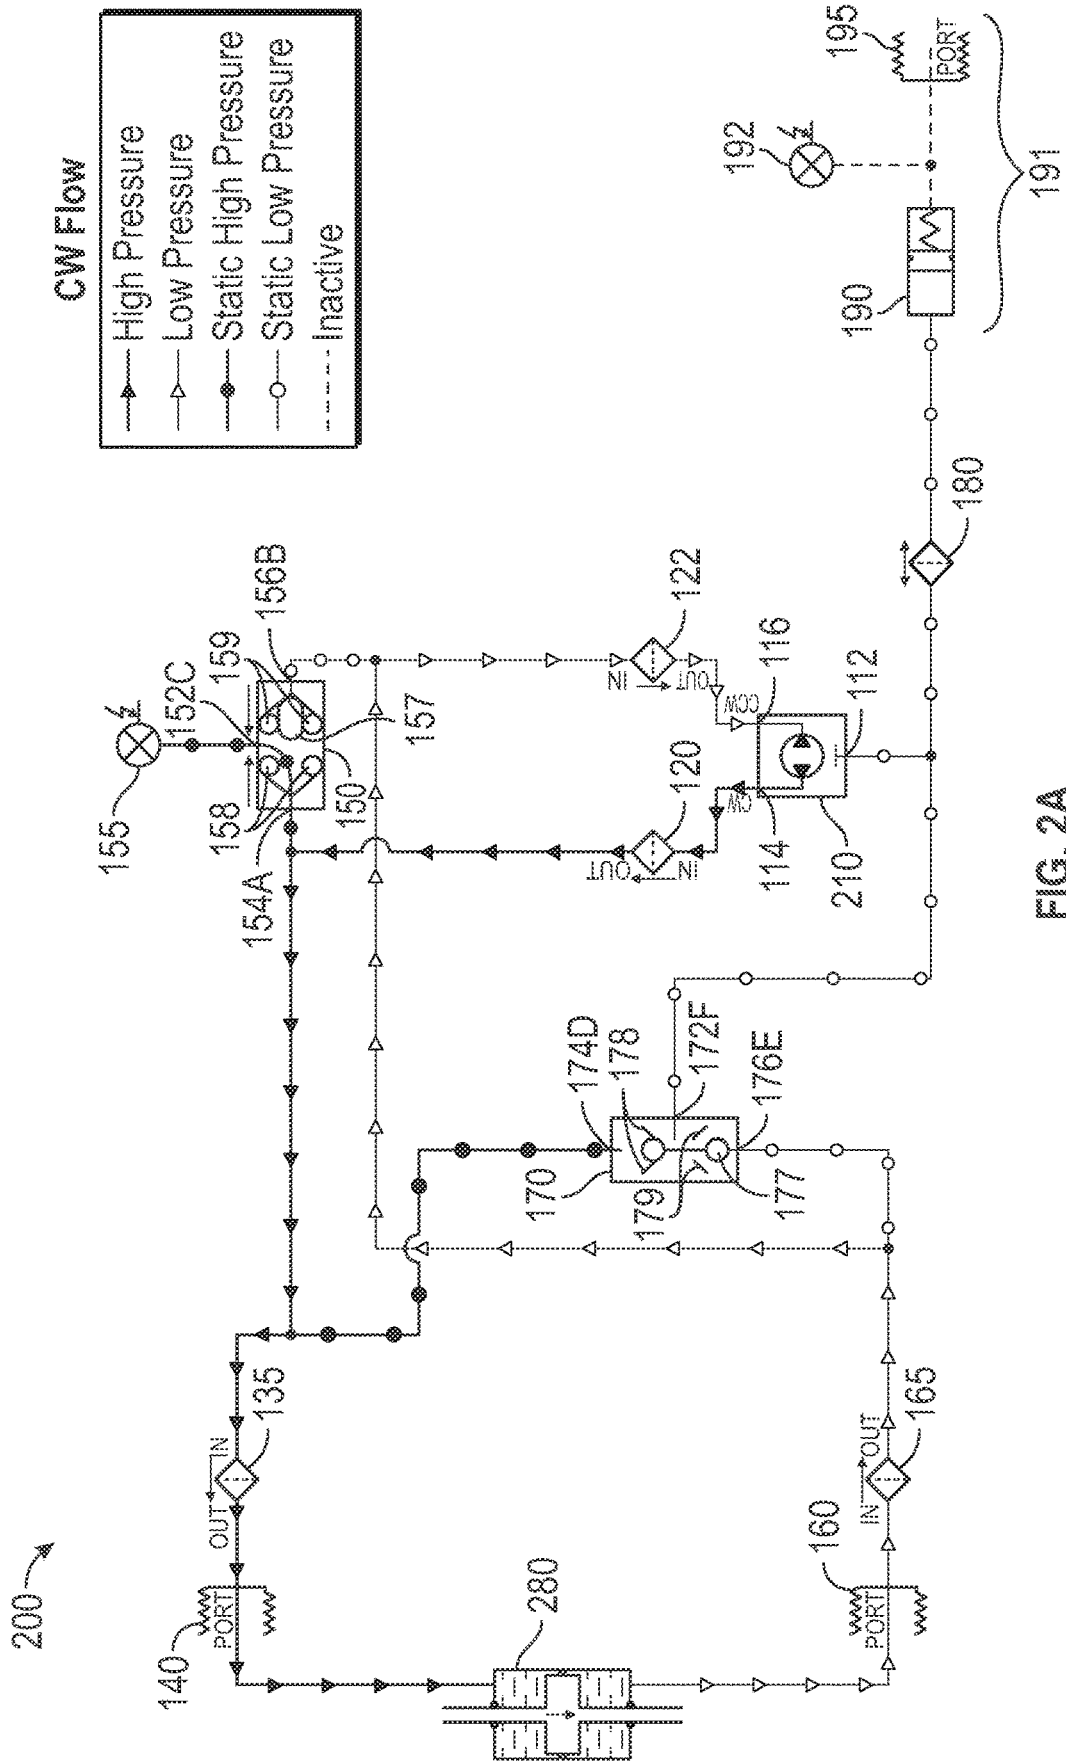 200
CW Flow
High Pressure
Low Pressure
Static High Pressure
Static Low Pressure
Inactive
140
PORT
OUT
IN
135
155
152C
158
159
154A
150
157
156B
280
160
PORT
IN
OUT
165
170
174D
178
179
172F
177
176E
IN
OUT
120
IN
OUT
122
CW
CCW
114
116
210
112
180
190
192
195
PORT
191
FIG. 2A